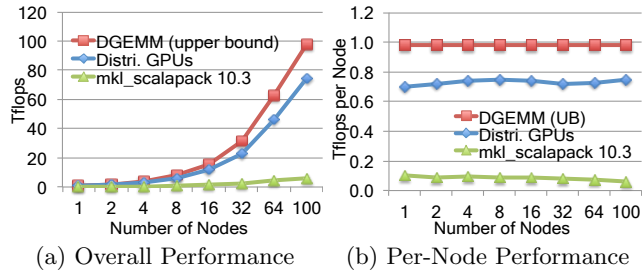 120
100
80
60
40
20
0
Tflops
DGEMM (upper bound)
Distri. GPUs
mkl_scalapack 10.3
1 2 4 8 16 32 64 100
Number of Nodes
(a) Overall Performance
1.2
1.0
0.8
0.6
0.4
0.2
0.0
Tflops per Node
DGEMM (UB)
Distri. GPUs
mkl_scalapack 10.3
1 2 4 8 16 32 64 100
Number of Nodes
(b) Per-Node Performance